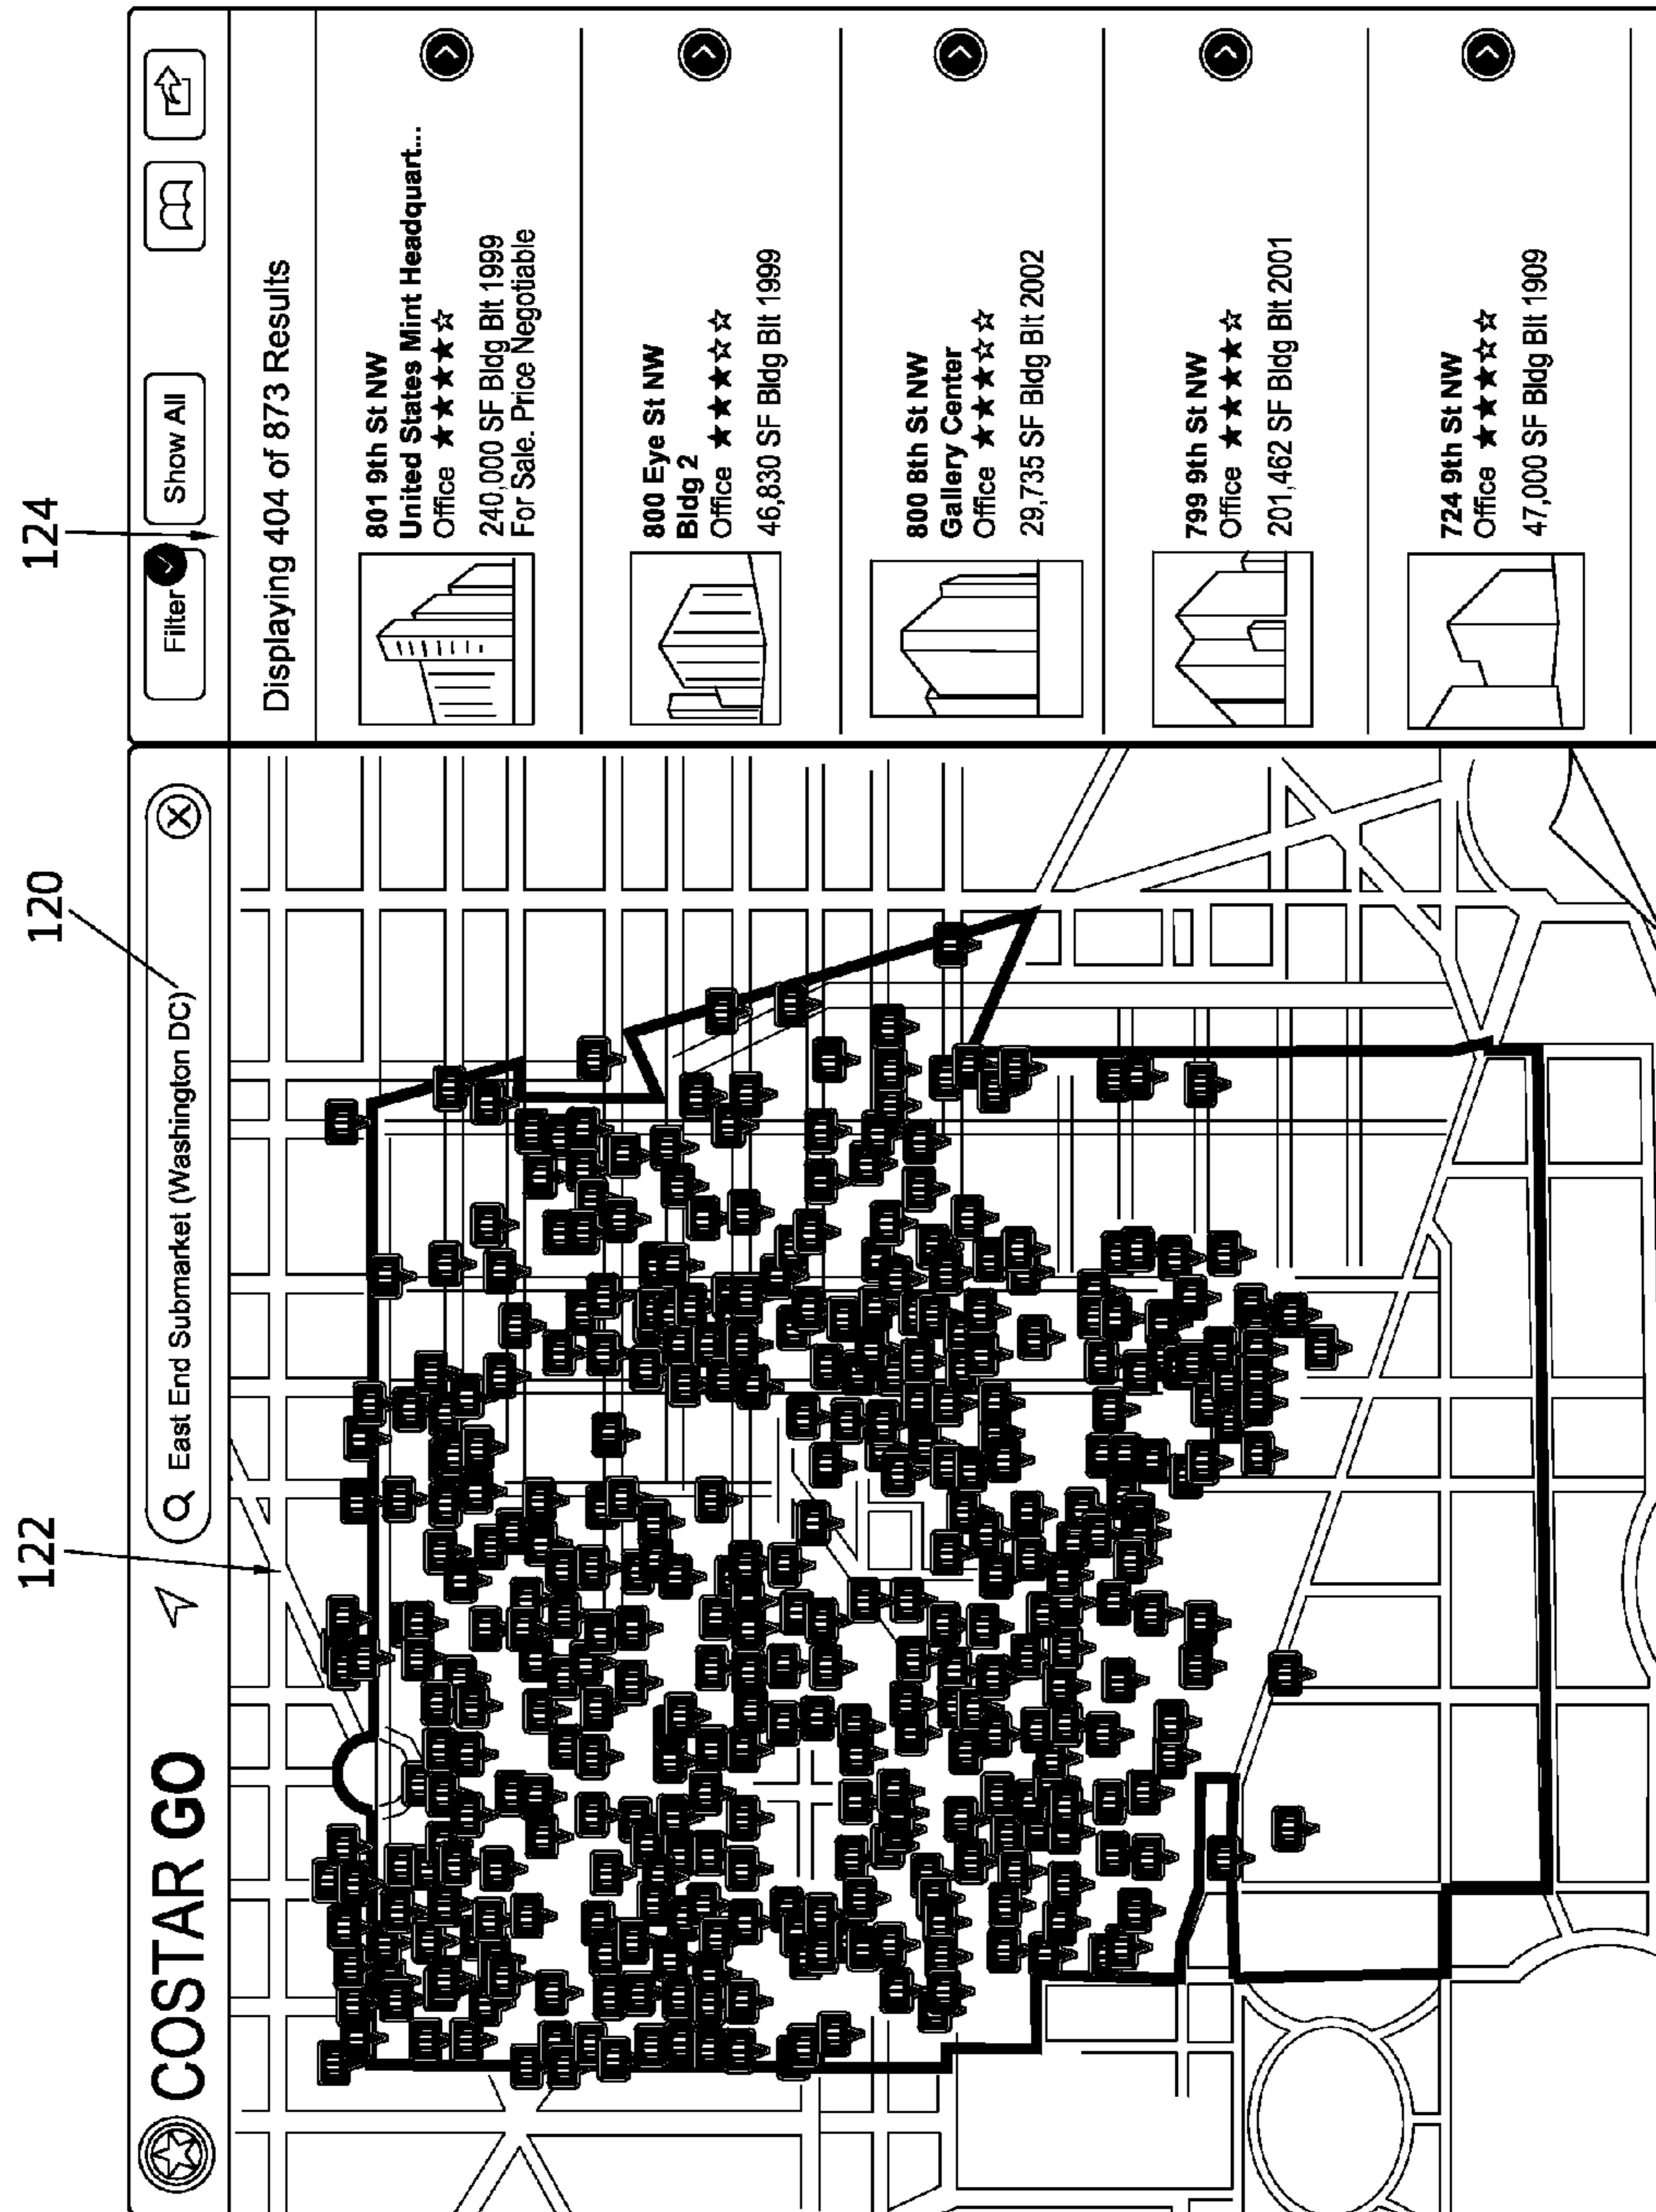 122
120
124
COSTAR GO
East End Submarket (Washington DC)
Filter
Show All
Displaying 404 of 873 Results
801 9th St NW
United States Mint Headquart...
Office ★★★★☆
240,000 SF Bldg Blt 1999
For Sale. Price Negotiable
800 Eye St NW
Bldg 2
Office ★★★☆☆
46,830 SF Bldg Blt 1999
800 8th St NW
Gallery Center
Office ★★★☆☆
29,735 SF Bldg Blt 2002
799 9th St NW
Office ★★★★☆
201,462 SF Bldg Blt 2001
724 9th St NW
Office ★★★☆☆
47,000 SF Bldg Blt 1909